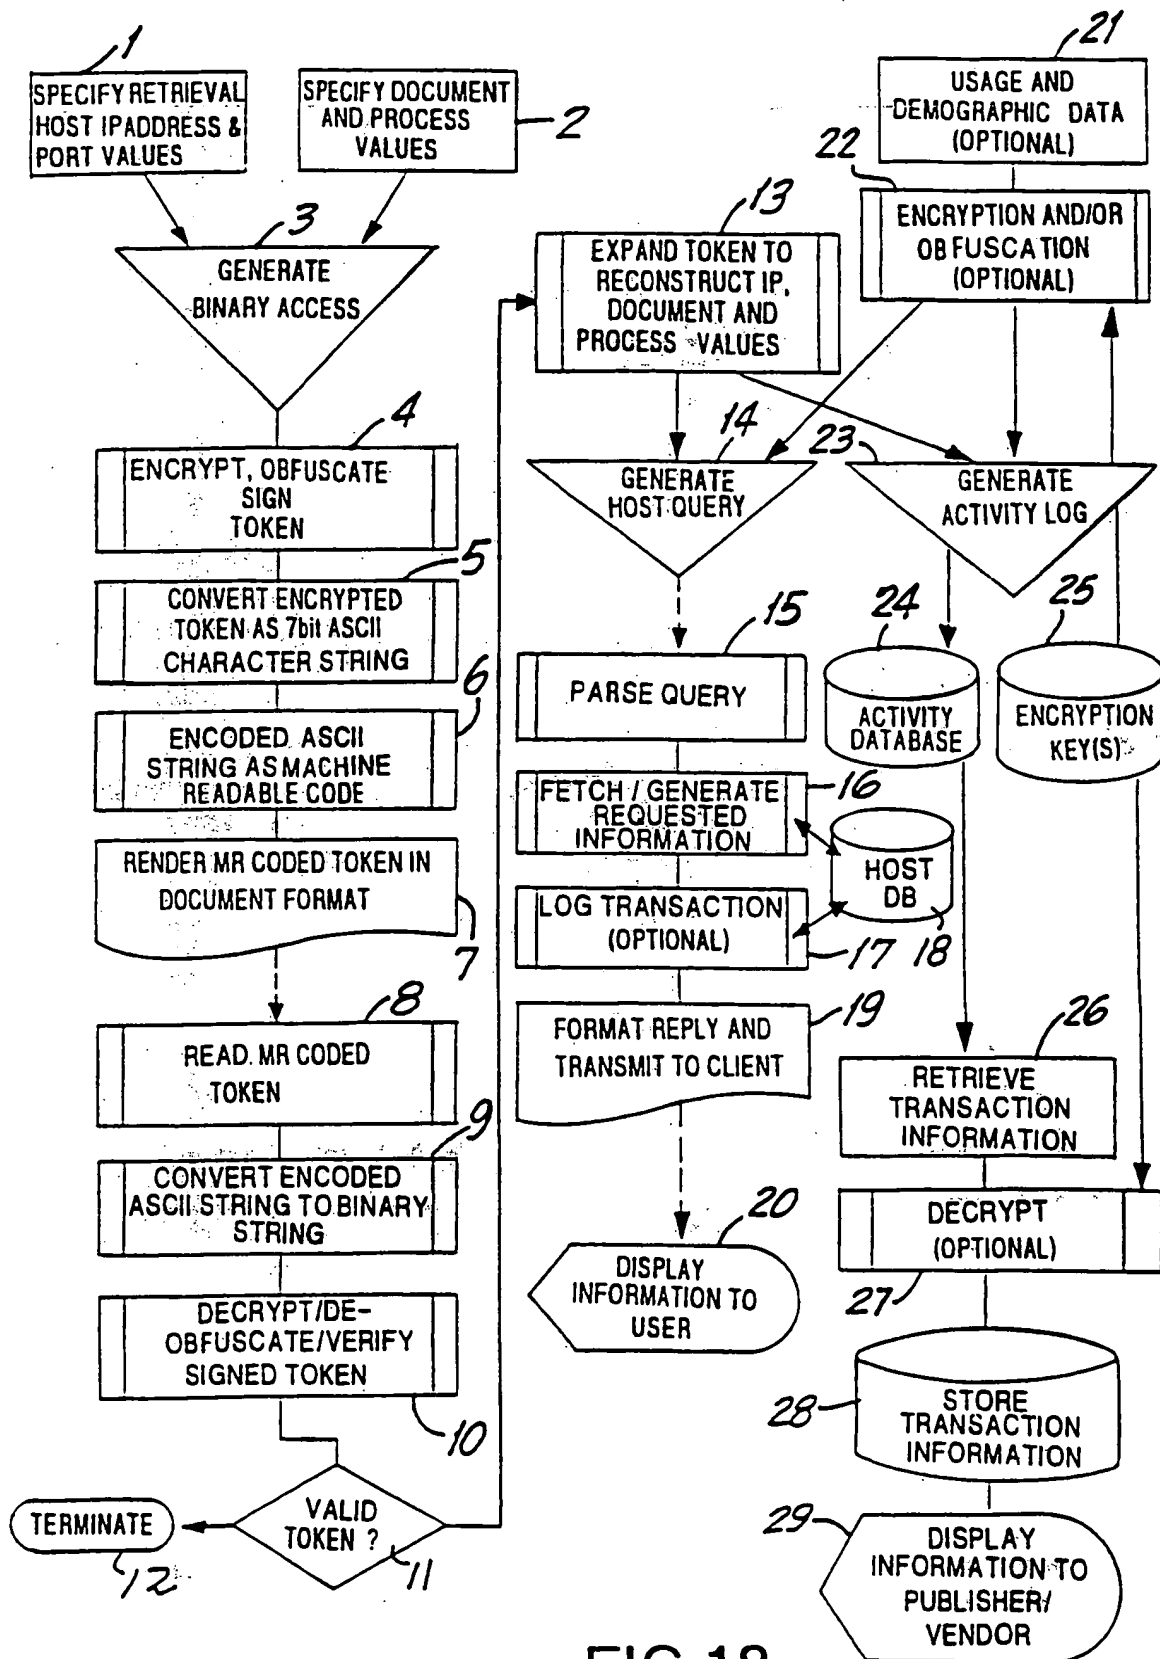 1
SPECIFY RETRIEVAL
HOST IPADDRESS &
PORT VALUES
SPECIFY DOCUMENT
AND PROCESS
VALUES
2
3
GENERATE
BINARY ACCESS
4
ENCRYPT, OBFUSCATE
SIGN
TOKEN
5
CONVERT ENCRYPTED
TOKEN AS 7bit ASCII
CHARACTER STRING
6
ENCODED ASCII
STRING AS MACHINE
READABLE CODE
RENDER MR CODED TOKEN IN
DOCUMENT FORMAT
7
8
READ MR CODED
TOKEN
9
CONVERT ENCODED
ASCII STRING TO BINARY
STRING
DECRYPT/DE-
OBFUSCATE/VERIFY
SIGNED TOKEN
10
VALID
TOKEN ?
11
TERMINATE
12
13
EXPAND TOKEN TO
RECONSTRUCT IP,
DOCUMENT AND
PROCESS VALUES
14
GENERATE
HOST QUERY
15
PARSE QUERY
16
FETCH / GENERATE
REQUESTED
INFORMATION
HOST
DB
18
LOG TRANSACTION
(OPTIONAL)
17
19
FORMAT REPLY AND
TRANSMIT TO CLIENT
20
DISPLAY
INFORMATION TO
USER
21
USAGE AND
DEMOGRAPHIC DATA
(OPTIONAL)
22
ENCRYPTION AND/OR
OBFUSCATION
(OPTIONAL)
23
GENERATE
ACTIVITY LOG
24
ACTIVITY
DATABASE
25
ENCRYPTION
KEY(S)
26
RETRIEVE
TRANSACTION
INFORMATION
DECRYPT
(OPTIONAL)
27
28
STORE
TRANSACTION
INFORMATION
29
DISPLAY
INFORMATION TO
PUBLISHER/
VENDOR
FIG.18